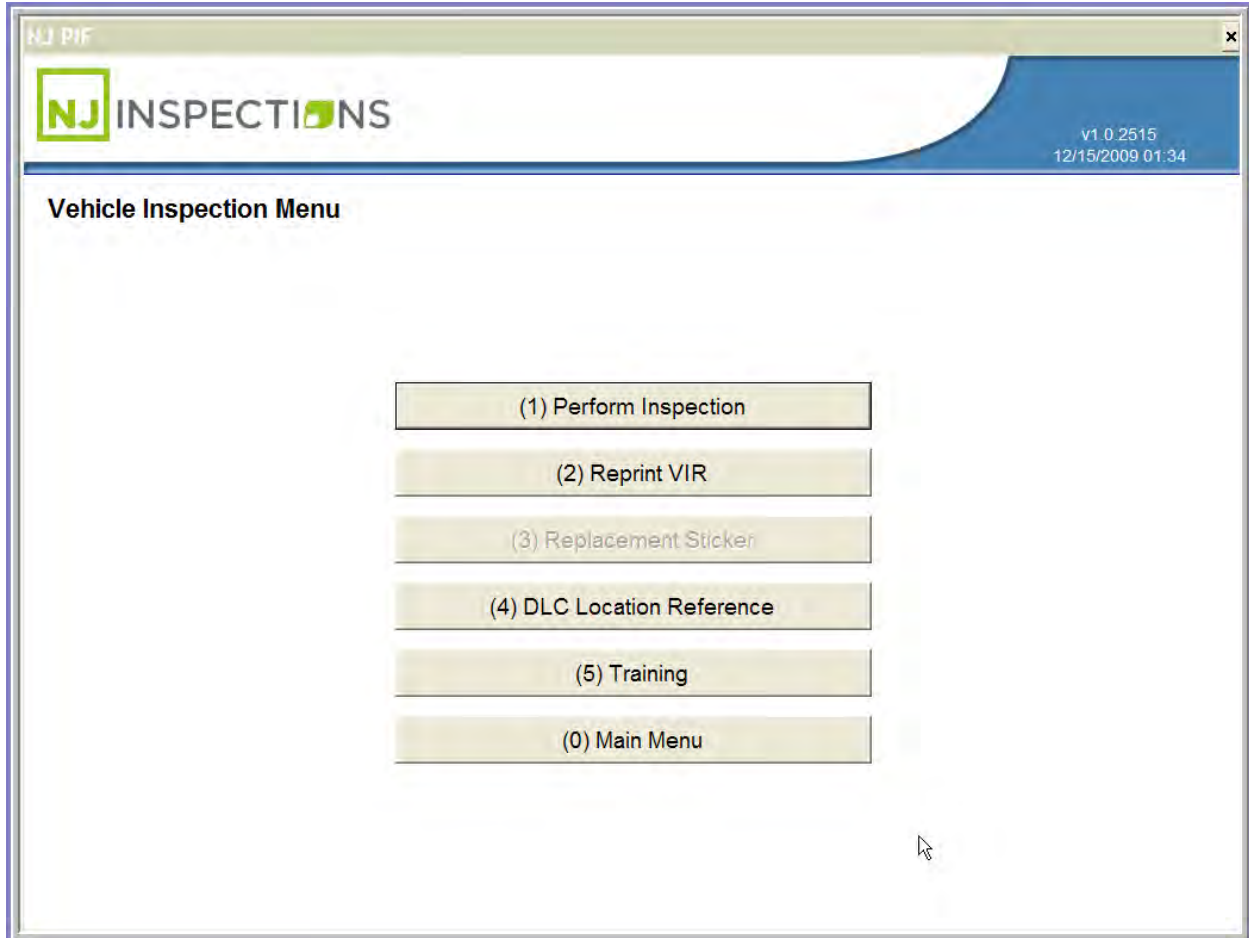 NJ PIF
x
NJ INSPECTIONS
v1.0.2515
12/15/2009 01:34
Vehicle Inspection Menu
(1) Perform Inspection
(2) Reprint VIR
(3) Replacement Sticker
(4) DLC Location Reference
(5) Training
(0) Main Menu